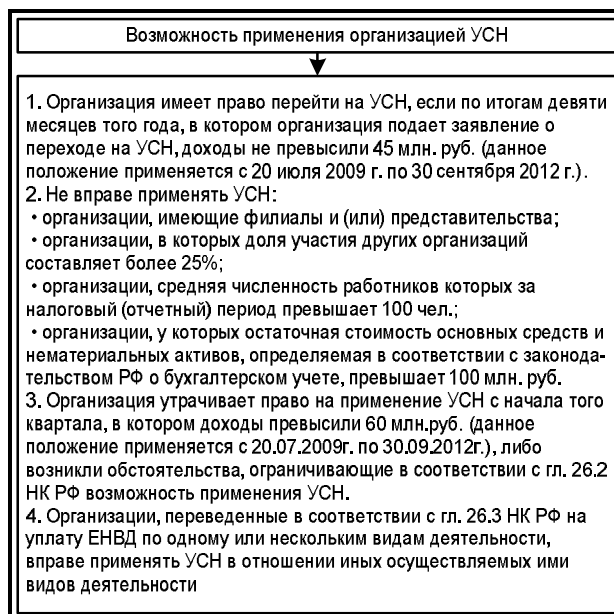 Возможность применения организацией УСН
1. Организация имеет право перейти на УСН, если по итогам девяти
месяцев того года, в котором организация подает заявление о
переходе на УСН, доходы не превысили 45 млн. руб. (данное
положение применяется с 20 июля 2009 г. по 30 сентября 2012 г.).
2. Не вправе применять УСН:
• организации, имеющие филиалы и (или) представительства;
• организации, в которых доля участия других организаций
составляет более 25%;
• организации, средняя численность работников которых за
налоговый (отчетный) период превышает 100 чел.;
• организации, у которых остаточная стоимость основных средств и
нематериальных активов, определяемая в соответствии с законода-
тельством РФ о бухгалтерском учете, превышает 100 млн. руб.
3. Организация утрачивает право на применение УСН с начала того
квартала, в котором доходы превысили 60 млн.руб. (данное
положение применяется с 20.07.2009г. по 30.09.2012г.), либо
возникли обстоятельства, ограничивающие в соответствии с гл. 26.2
НК РФ возможность применения УСН.
4. Организации, переведенные в соответствии с гл. 26.3 НК РФ на
уплату ЕНВД по одному или нескольким видам деятельности,
вправе применять УСН в отношении иных осуществляемых ими
видов деятельности